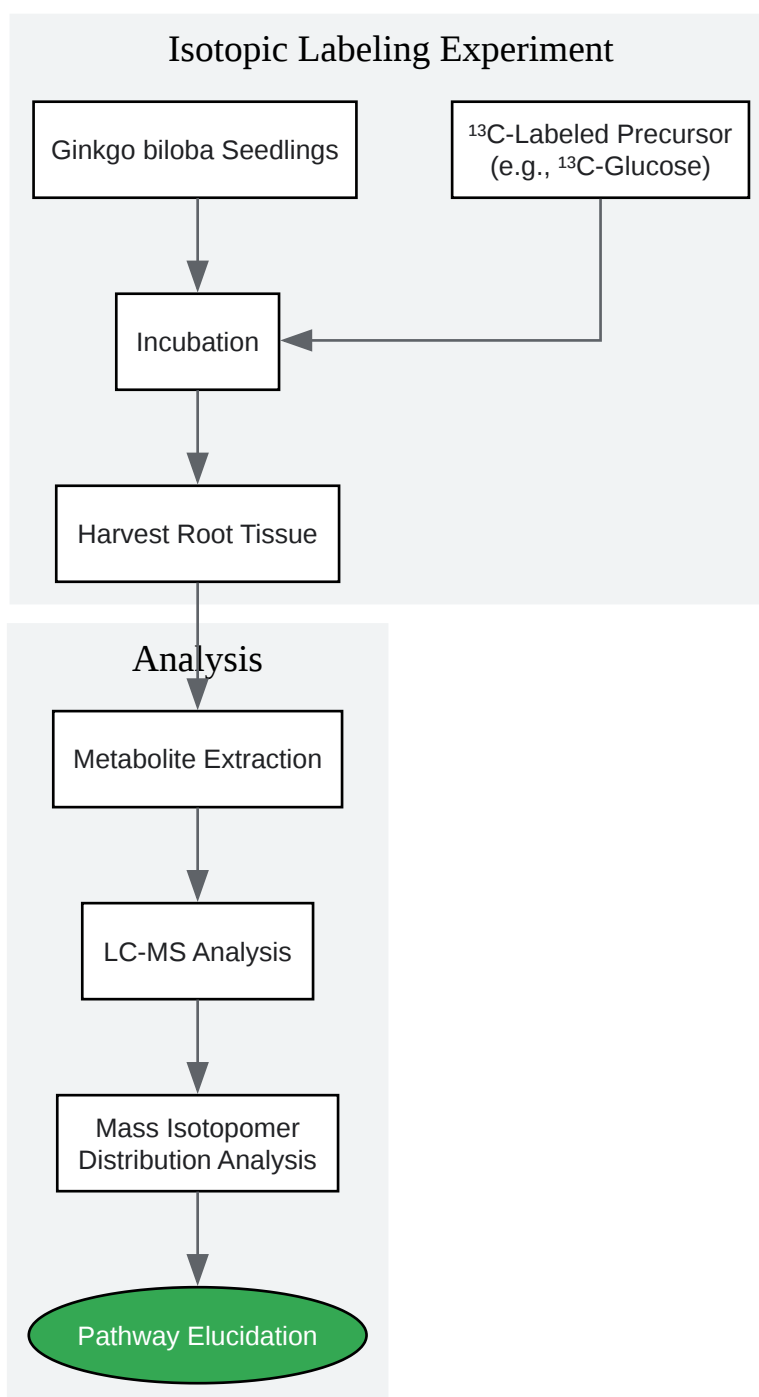 Isotopic Labeling Experiment
Ginkgo biloba Seedlings
¹³C-Labeled Precursor
(e.g., ¹³C-Glucose)
Incubation
Harvest Root Tissue
Analysis
Metabolite Extraction
LC-MS Analysis
Mass Isotopomer
Distribution Analysis
Pathway Elucidation